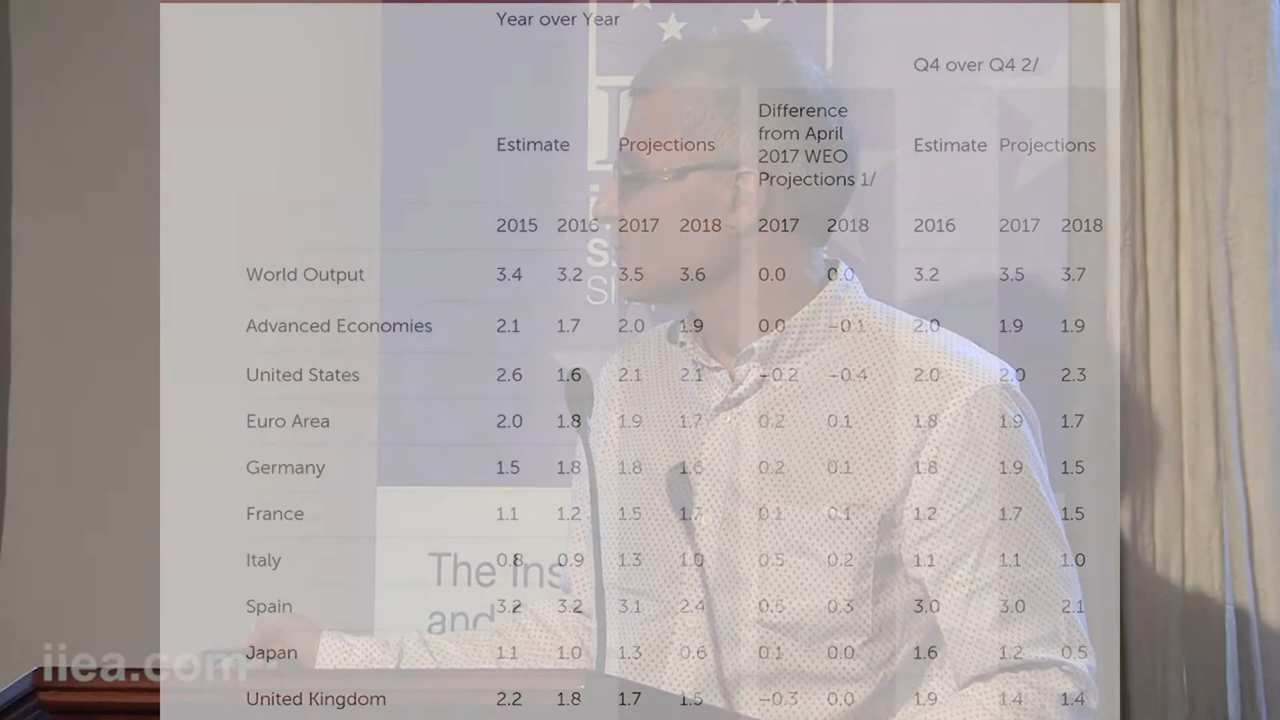 Year over Year
Q4 over Q4 2/
Difference
from April
2017 WEO
Projections 1/
Estimate Projections Estimate Projections
2015 2016 2017 2018 2017 2018 2016 2017 2018
World Output 3.4 3.2 3.5 3.6 0.0 0.0 3.2 3.5 3.7
Advanced Economies 2.1 1.7 2.0 1.9 0.0 −0.1 2.0 1.9 1.9
United States 2.6 1.6 2.1 2.1 −0.2 −0.4 2.0 2.0 2.3
Euro Area 2.0 1.8 1.9 1.7 0.2 0.1 1.8 1.9 1.7
Germany 1.5 1.8 1.8 1.6 0.2 0.1 1.8 1.9 1.5
France 1.1 1.2 1.5 1.7 0.1 0.1 1.2 1.7 1.5
Italy 0.8 0.9 1.3 1.0 0.5 0.2 1.1 1.1 1.0
Spain 3.2 3.2 3.1 2.4 0.5 0.3 3.0 3.0 2.1
Japan 1.1 1.0 1.3 0.6 0.1 0.0 1.6 1.2 0.5
United Kingdom 2.2 1.8 1.7 1.5 −0.3 0.0 1.9 1.4 1.4
The
and
iiea.com